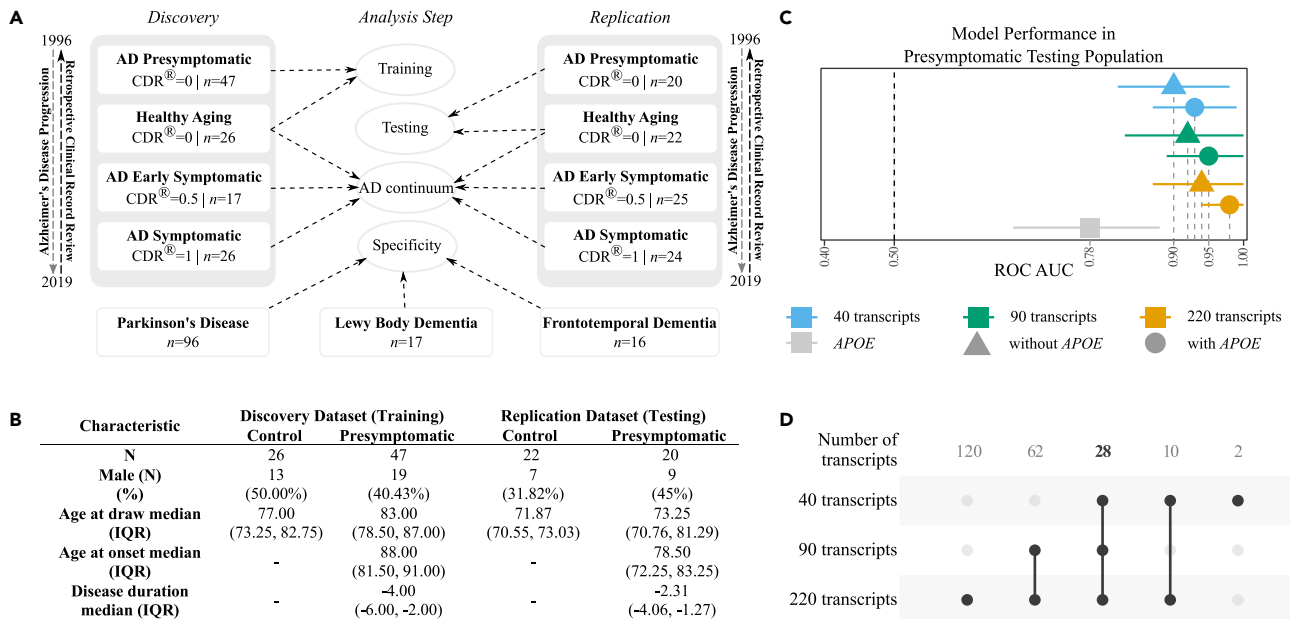 A
Discovery
Analysis Step
Replication
1996
Alzheimer's Disease Progression
Retrospective Clinical Record Review
2019
AD Presymptomatic
CDR®=0 | n=47
Healthy Aging
CDR®=0 | n=26
AD Early Symptomatic
CDR®=0.5 | n=17
AD Symptomatic
CDR®=1 | n=26
Training
Testing
AD continuum
Specificity
AD Presymptomatic
CDR®=0 | n=20
Healthy Aging
CDR®=0 | n=22
AD Early Symptomatic
CDR®=0.5 | n=25
AD Symptomatic
CDR®=1 | n=24
1996
Alzheimer's Disease Progression
Retrospective Clinical Record Review
2019
Parkinson's Disease
n=96
Lewy Body Dementia
n=17
Frontotemporal Dementia
n=16
B
Characteristic Discovery Dataset (Training) Replication Dataset (Testing)
Control Presymptomatic Control Presymptomatic
N 26 47 22 20
Male (N) 13 19 7 9
(%) (50.00%) (40.43%) (31.82%) (45%)
Age at draw median 77.00 83.00 71.87 73.25
(IQR) (73.25, 82.75) (78.50, 87.00) (70.55, 73.03) (70.76, 81.29)
Age at onset median - 88.00 - 78.50
(IQR) (81.50, 91.00) (72.25, 83.25)
Disease duration - -4.00 - -2.31
median (IQR) (-6.00, -2.00) (-4.06, -1.27)
C
Model Performance in
Presymptomatic Testing Population
0.40 0.50 0.78 0.90 0.95 1.00
ROC AUC
40 transcripts 90 transcripts 220 transcripts
APOE without APOE with APOE
D
Number of
transcripts 120 62 28 10 2
40 transcripts
90 transcripts
220 transcripts